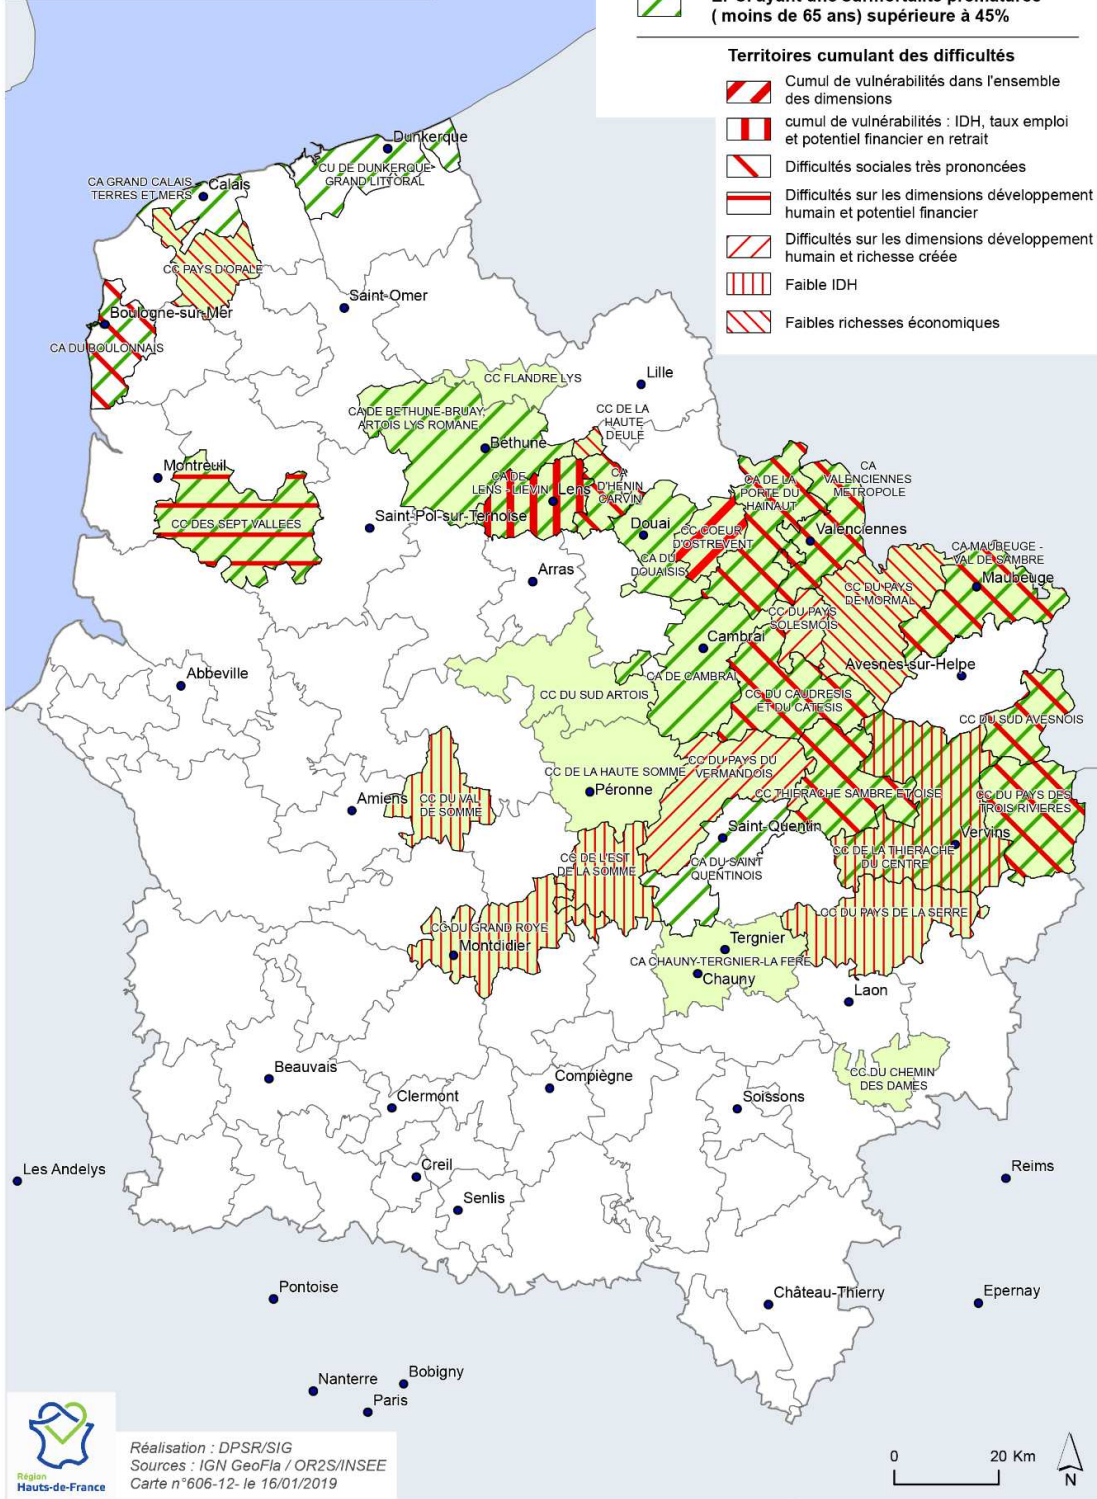 ( moins de 65 ans) supérieure à 45%
Territoires cumulant des difficultés
Cumul de vulnérabilités dans l'ensemble
des dimensions
cumul de vulnérabilités : IDH, taux emploi
et potentiel financier en retrait
Difficultés sociales très prononcées
Difficultés sur les dimensions développement
humain et potentiel financier
Difficultés sur les dimensions développement
humain et richesse créée
Faible IDH
Faibles richesses économiques
Dunkerque
CU DE DUNKERQUE
GRAND LITTORAL
CA GRAND CALAIS
TERRES ET MERS
Calais
CC PAYS D'OPALE
Saint-Omer
Boulogne-sur-Mer
CA DU BOULONNAIS
Lille
CC FLANDRE LYS
CA DE BETHUNE-BRUAY,
ARTOIS LYS ROMANE
CC DE LA
HAUTE
DEULE
Béthune
Montreuil
CA DE
LENS - LIEVIN
Lens
CA
D'HENIN
CARVIN
CA DE LA
PORTE DU
HAINAUT
CA
VALENCIENNES
METROPOLE
CC DES SEPT VALLEES
Saint-Pol-sur-Ternoise
Douai
CC COEUR
D'OSTREVENT
Valenciennes
CA DU
DOUAISIS
CA MAUBEUGE -
VAL DE SAMBRE
Maubeuge
Arras
CC DU PAYS
DE MORMAL
CC DU PAYS
SOLESMOIS
Cambrai
Avesnes-sur-Helpe
Abbeville
CC DU SUD ARTOIS
CA DE CAMBRAI
CC DU CAUDRESIS
ET DU CATESIS
CC DU SUD AVESNOIS
CC DU PAYS DU
VERMANDOIS
CC DE LA HAUTE SOMME
Péronne
CC THIERACHE SAMBRE ET OISE
CC DU PAYS DES
TROIS RIVIERES
Amiens
CC DU VAL
DE SOMME
Saint-Quentin
Vervins
CC DE LA THIERACHE
DU CENTRE
CC DE L'EST
DE LA SOMME
CA DU SAINT
QUENTINOIS
CC DU PAYS DE LA SERRE
CC DU GRAND ROYE
Montdidier
Tergnier
CA CHAUNY-TERGNIER-LA FERE
Chauny
Laon
CC DU CHEMIN
DES DAMES
Beauvais
Compiègne
Clermont
Soissons
Creil
Les Andelys
Reims
Senlis
Pontoise
Château-Thierry
Epernay
Nanterre
Bobigny
Paris
Région
Hauts-de-France
Réalisation : DPSR/SIG
Sources : IGN GeoFla / OR2S/INSEE
Carte n°606-12- le 16/01/2019
0 20 Km
N